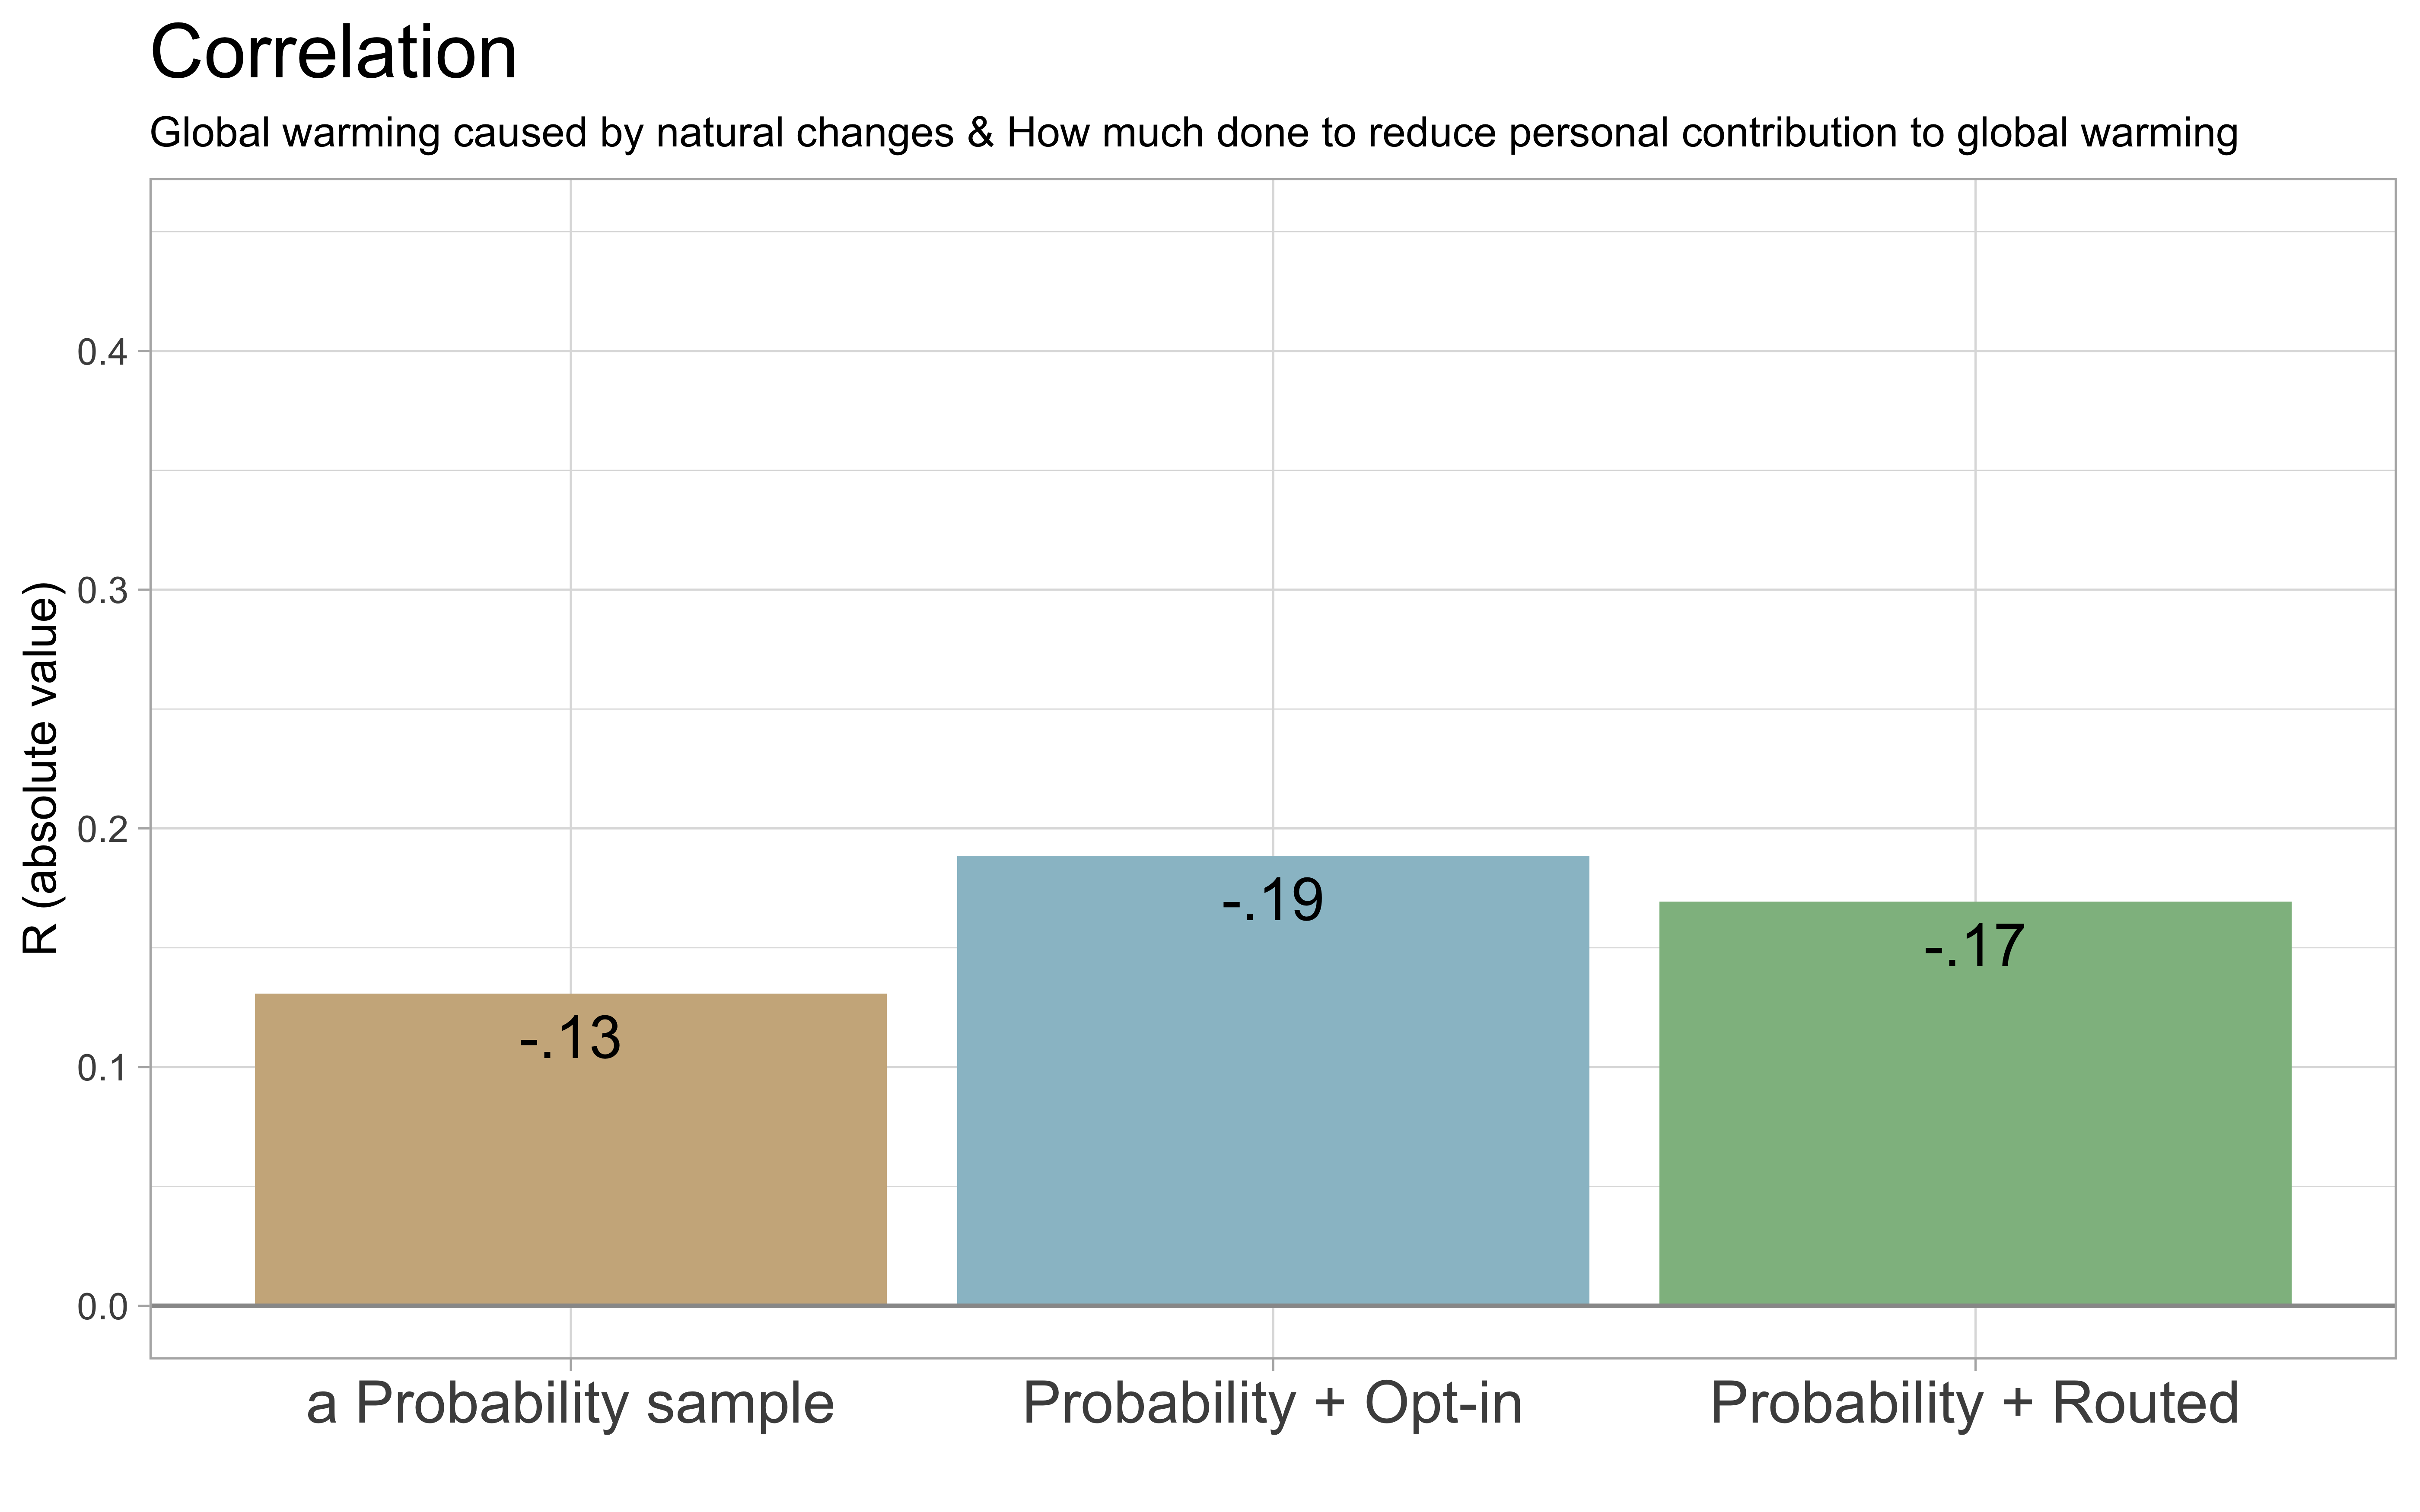 Correlation
Global warming caused by natural changes & How much done to reduce personal contribution to global warming
R (absolute value)
0.4
0.3
0.2
0.1
0.0
-.13
-.19
-.17
a Probability sample
Probability + Opt-in
Probability + Routed